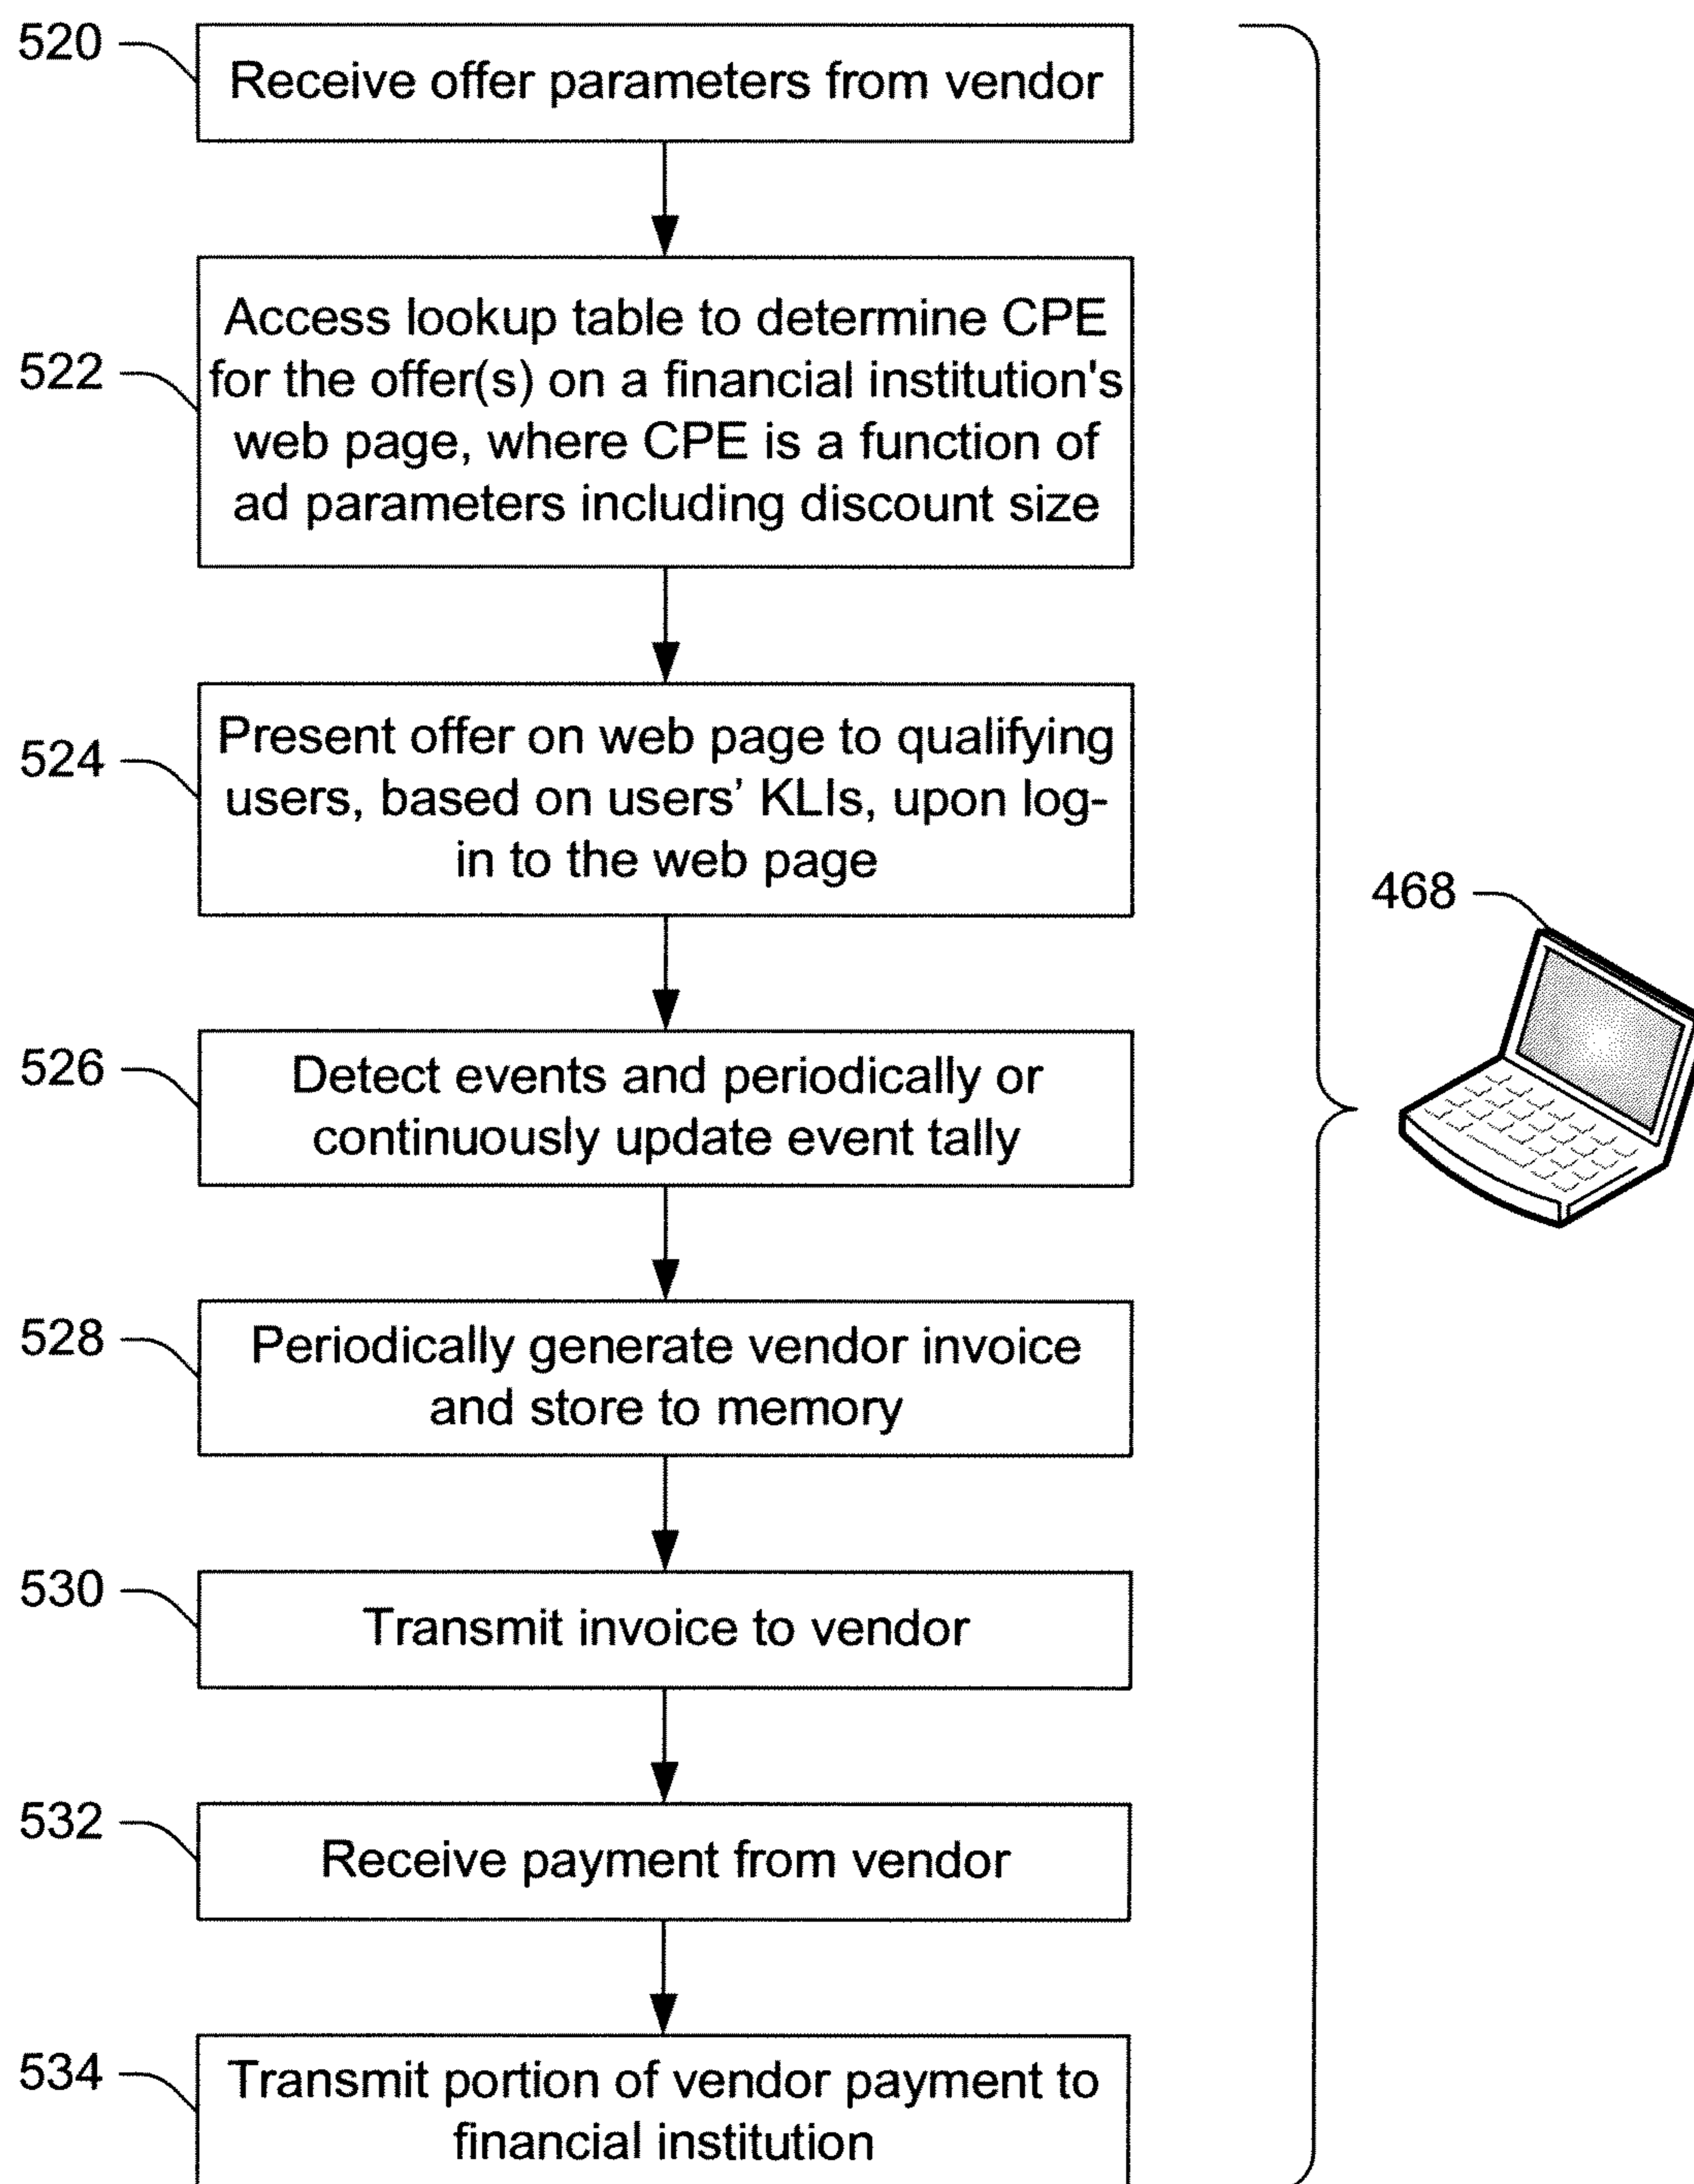 520
Receive offer parameters from vendor
522
Access lookup table to determine CPE
for the offer(s) on a financial institution's
web page, where CPE is a function of
ad parameters including discount size
524
Present offer on web page to qualifying
users, based on users’ KLIs, upon log-
in to the web page
468
526
Detect events and periodically or
continuously update event tally
528
Periodically generate vendor invoice
and store to memory
530
Transmit invoice to vendor
532
Receive payment from vendor
534
Transmit portion of vendor payment to
financial institution